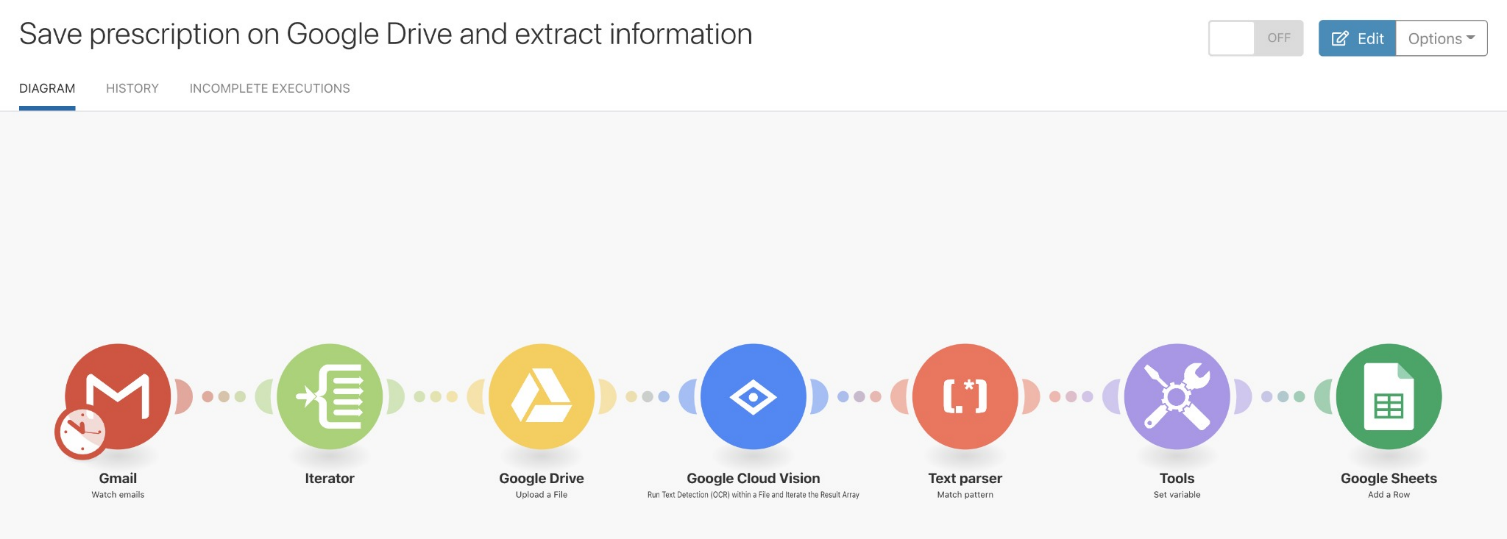 Save prescription on Google Drive and extract information
OFF
Edit
Options
DIAGRAM
HISTORY
INCOMPLETE EXECUTIONS
[.*]
Gmail
Watch emails
Iterator
Google Drive
Upload a File
Google Cloud Vision
Run Text Detection (OCR) within a File and Iterate the Result Array
Text parser
Match pattern
Tools
Set variable
Google Sheets
Add a Row